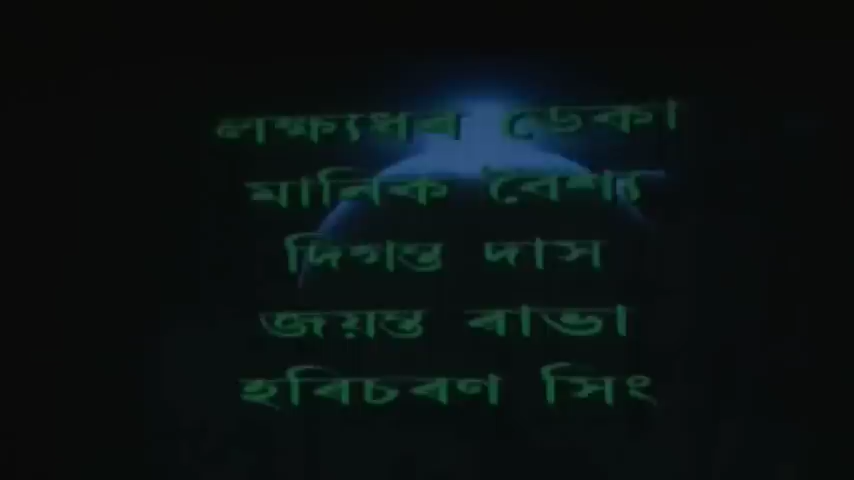 লক্ষ্যধৰ ডেকা
মানিক বৈশ্য
দিগন্ত দাস
জয়ন্ত ৰাভা
হৰিচৰণ সিং